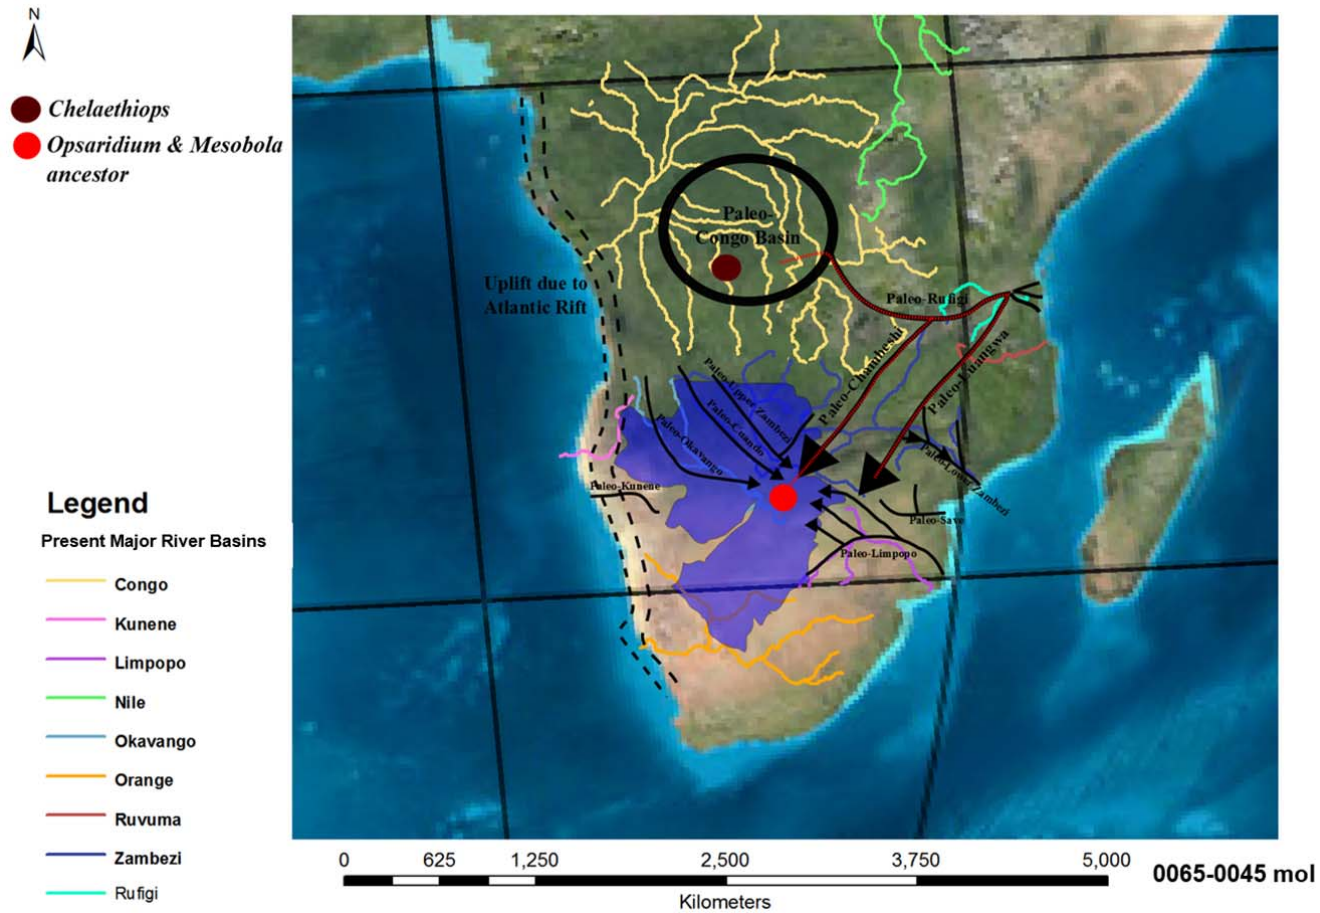 N
Chelaethiops
Opsaridium & Mesobola
ancestor
Paleo-
Congo Basin
Uplift due to
Atlantic Rift
Paleo-Rufigi
Paleo-Chambeshi
Paleo-Luangwa
Paleo-Upper Zambezi
Paleo-Cuando
Paleo-Okavango
Paleo-Lower Zambezi
Paleo-Kunene
Paleo-Save
Paleo-Limpopo
Legend
Present Major River Basins
Congo
Kunene
Limpopo
Nile
Okavango
Orange
Ruvuma
Zambezi
Rufigi
0 625 1,250 2,500 3,750 5,000
Kilometers
0065-0045 mol